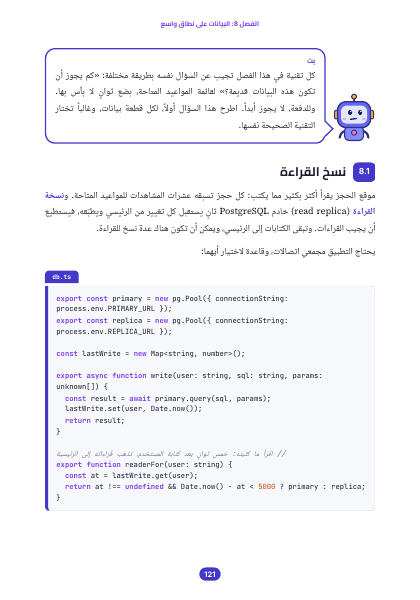 الفصل 8: البيانات على نطاق واسع
بت
كل تقنية في هذا الفصل تجيب عن السؤال نفسه بطريقة مختلفة: «كم يجوز أن
تكون هذه البيانات قديمة؟» لقائمة المواعيد المتاحة، بضع ثوانٍ لا بأس بها.
وللدفعة، لا يجوز أبداً. اطرح هذا السؤال أولاً، لكل قطعة بيانات، وغالباً تختار
التقنية الصحيحة نفسها.
8.1 نسخ القراءة
موقع الحجز يقرأ أكثر بكثير مما يكتب؛ كل حجز تسبقه عشرات المشاهدات للمواعيد المتاحة. ونسخة
القراءة (read replica) خادم PostgreSQL ثانٍ يستقبل كل تغيير من الرئيسي ويطبّقه، فيستطيع
أن يجيب القراءات. وتبقى الكتابات إلى الرئيسي، ويمكن أن تكون هناك عدة نسخ للقراءة.
يحتاج التطبيق مجمعي اتصالات، وقاعدة لاختيار أيهما:
db.ts
export const primary = new pg.Pool({ connectionString:
process.env.PRIMARY_URL });
export const replica = new pg.Pool({ connectionString:
process.env.REPLICA_URL });
const lastWrite = new Map<string, number>();
export async function write(user: string, sql: string, params:
unknown[]) {
const result = await primary.query(sql, params);
lastWrite.set(user, Date.now());
return result;
}
// اقرأ ما كتبته: خمس ثوانٍ بعد كتابة المستخدم، تذهب قراءاته إلى الرئيسية
export function readerFor(user: string) {
const at = lastWrite.get(user);
return at !== undefined && Date.now() - at < 5000 ? primary : replica;
}
121